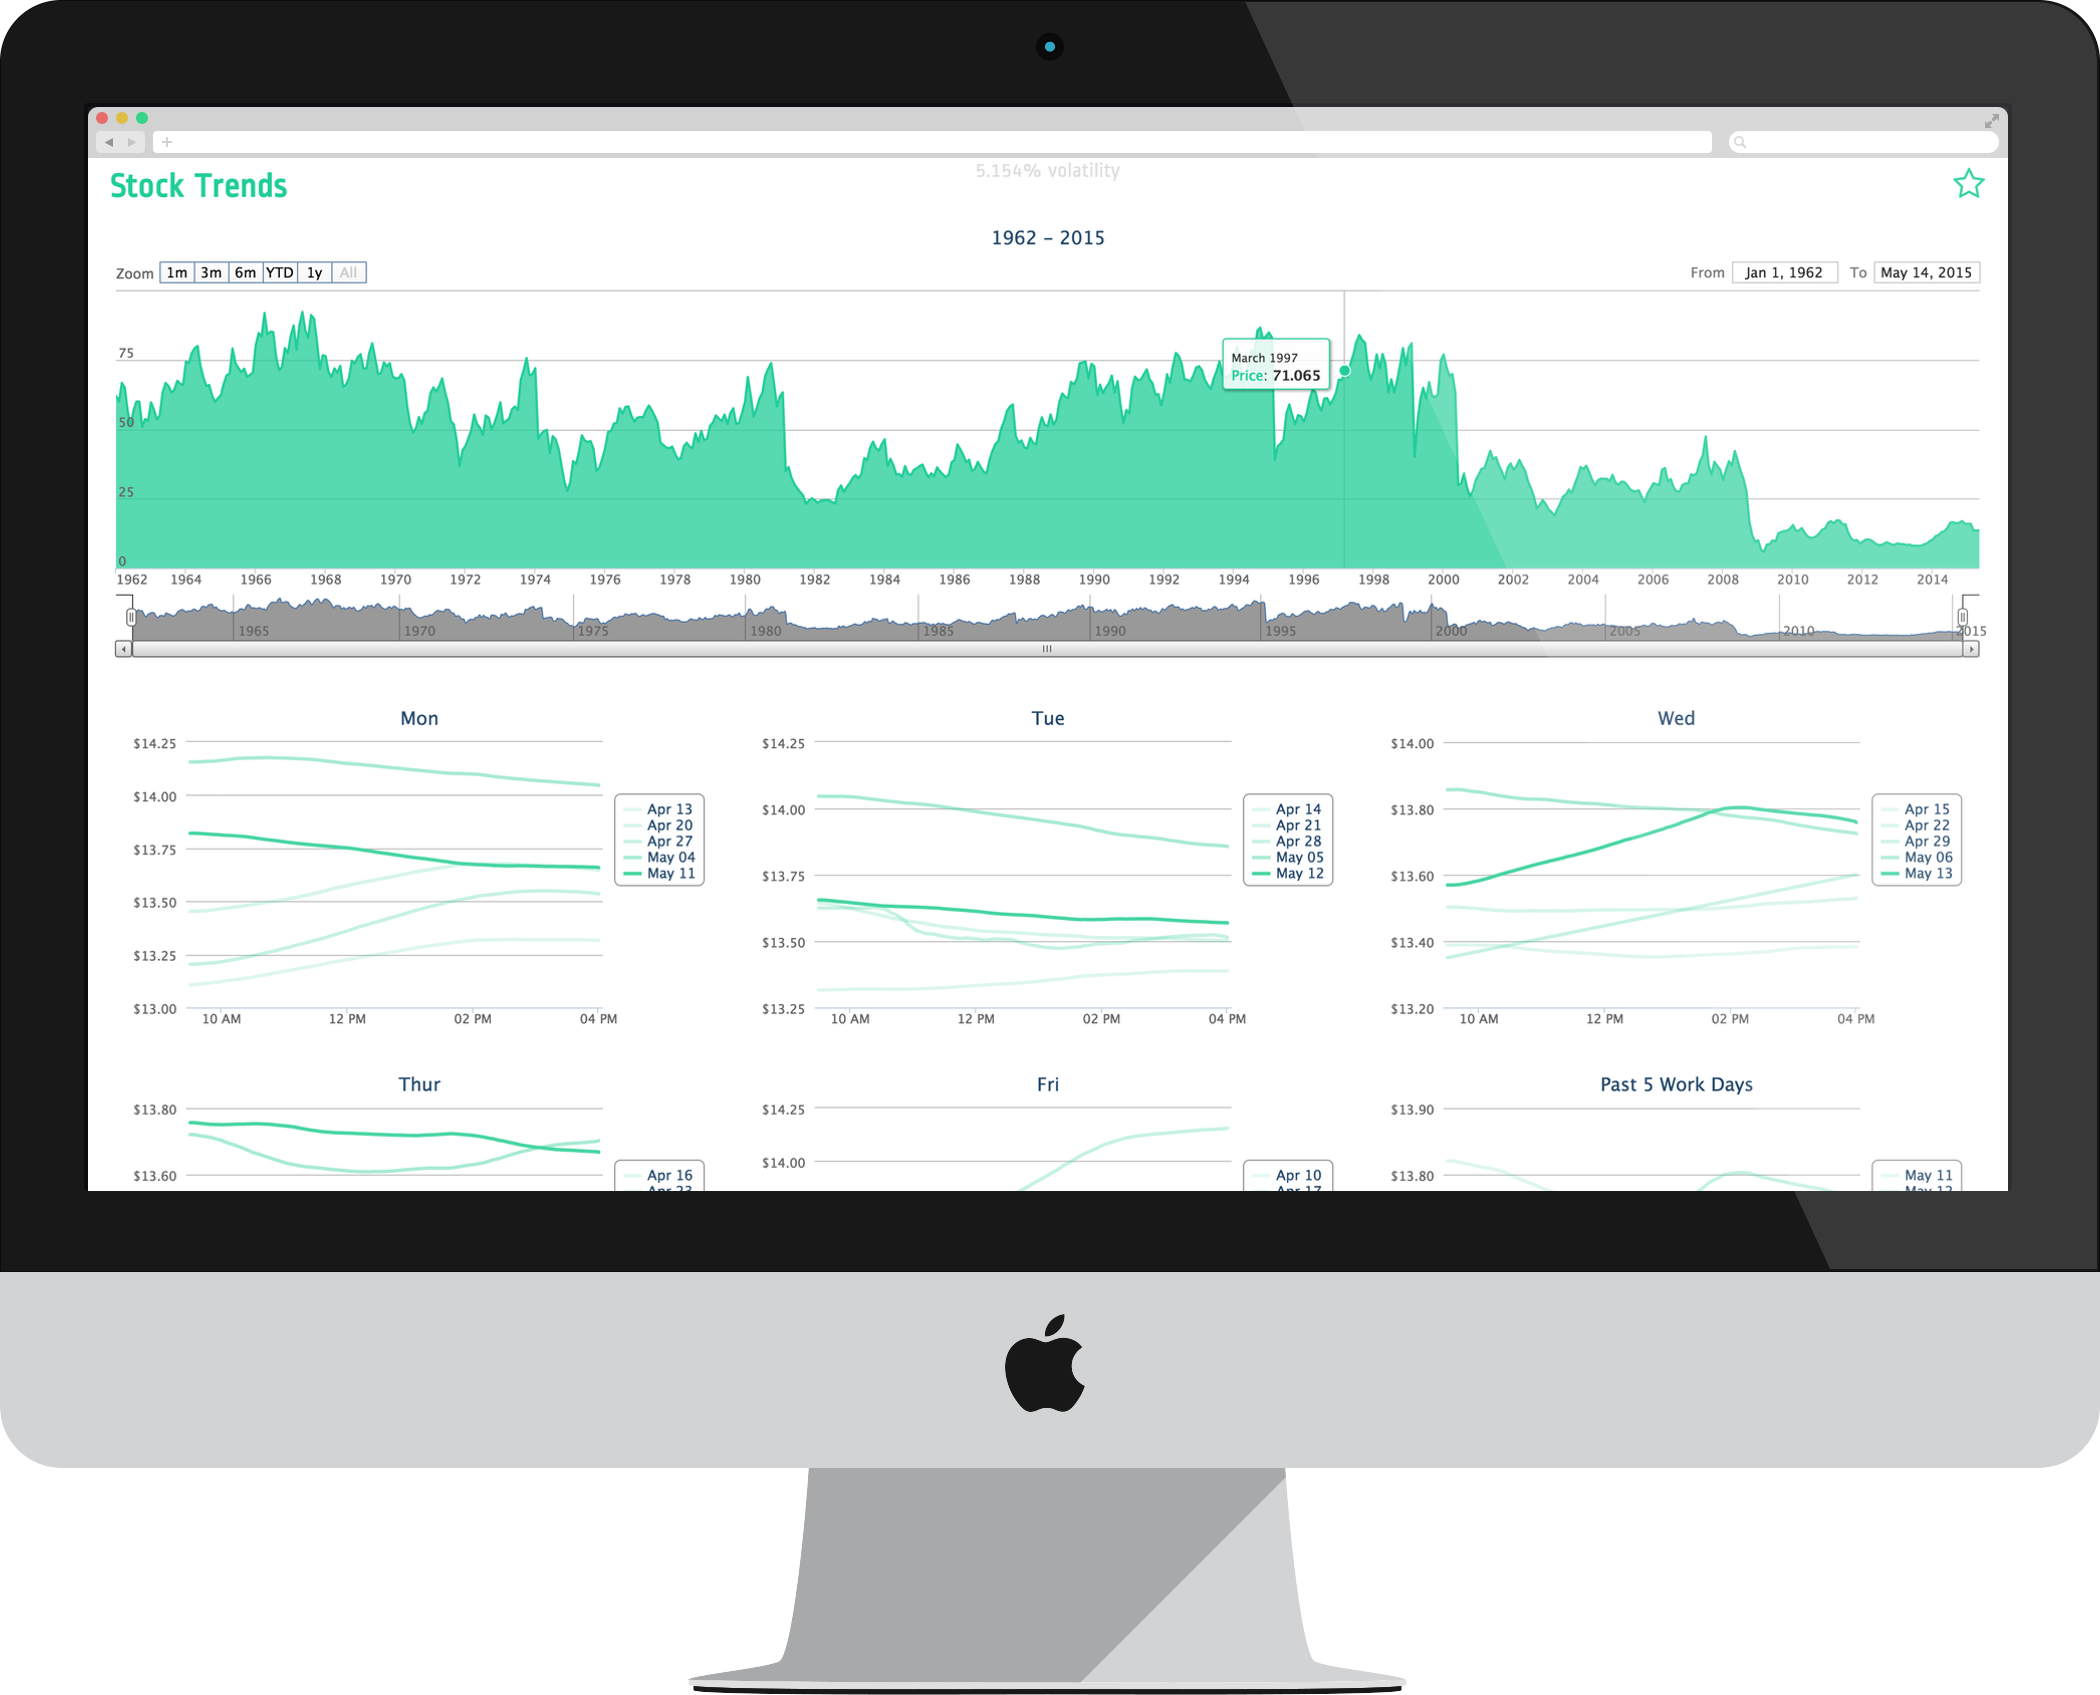 5.154% volatility
Stock Trends
1962 – 2015
Zoom 1m 3m 6m YTD 1y All
From Jan 1, 1962 To May 14, 2015
75
50
25
0
March 1997
Price: 71.065
1962 1964 1966 1968 1970 1972 1974 1976 1978 1980 1982 1984 1986 1988 1990 1992 1994 1996 1998 2000 2002 2004 2006 2008 2010 2012 2014
1965 1970 1975 1980 1985 1990 1995 2000 2005 2010 2015
Mon
$14.25
$14.00
$13.75
$13.50
$13.25
$13.00
10 AM 12 PM 02 PM 04 PM
Apr 13
Apr 20
Apr 27
May 04
May 11
Tue
$14.25
$14.00
$13.75
$13.50
$13.25
10 AM 12 PM 02 PM 04 PM
Apr 14
Apr 21
Apr 28
May 05
May 12
Wed
$14.00
$13.80
$13.60
$13.40
$13.20
10 AM 12 PM 02 PM 04 PM
Apr 15
Apr 22
Apr 29
May 06
May 13
Thur
$13.80
$13.60
Apr 16
Apr 23
Fri
$14.25
$14.00
Apr 10
Apr 17
Past 5 Work Days
$13.90
$13.80
May 11
May 12